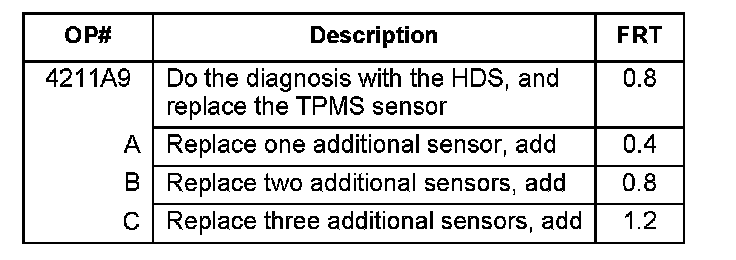 OP# Description FRT
4211A9 Do the diagnosis with the HDS, and 0.8
replace the TPMS sensor
A Replace one additional sensor, add 0.4
B Replace two additional sensors, add 0.8
C Replace three additional sensors, add 1.2